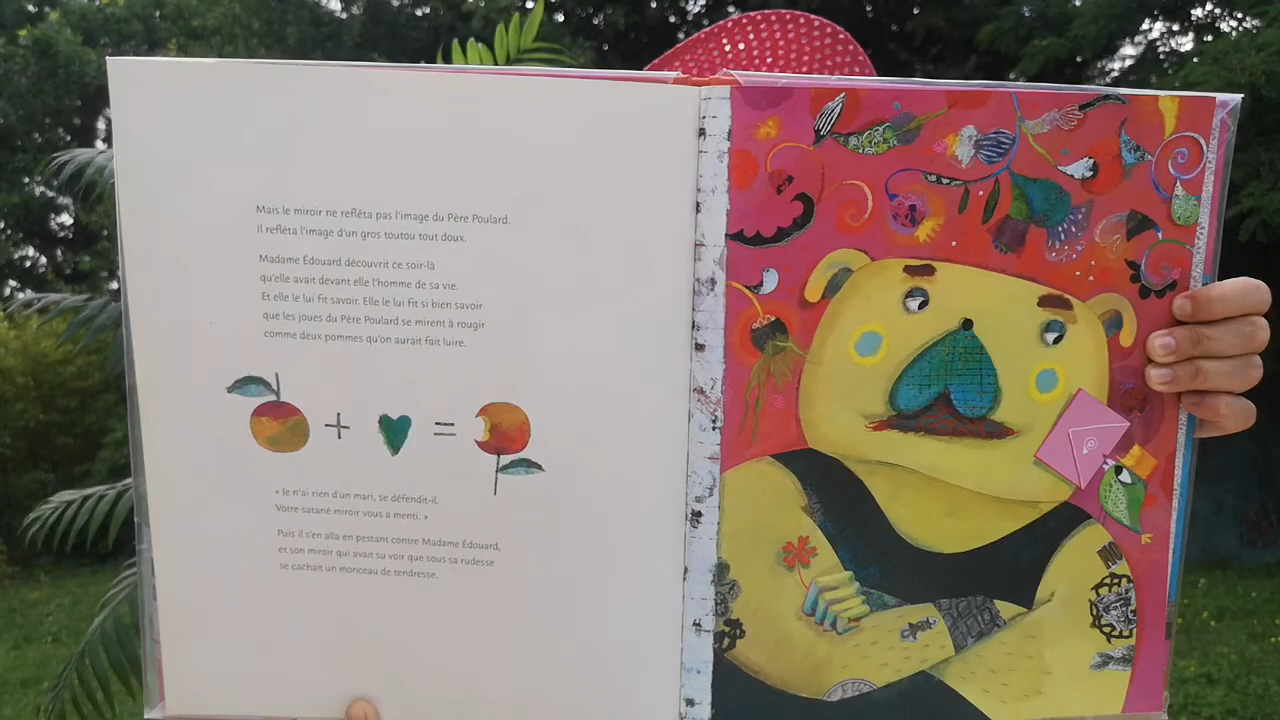 Mais le miroir ne refléta pas l'image du Père Poulard.
Il refléta l'image d'un gros toutou tout doux.
Madame Édouard découvrit ce soir-là
qu'elle avait devant elle l'homme de sa vie.
Et elle le lui fit savoir. Elle le lui fit si bien savoir
que les joues du Père Poulard se mirent à rougir
comme deux pommes qu'on aurait fait luire.
+ =
« Je n'ai rien d'un mari, se défendit-il.
Votre satané miroir vous a menti. »
Puis il s'en alla en pestant contre Madame Édouard,
et son miroir qui avait su voir que sous sa rudesse
se cachait un monceau de tendresse.
@
NO